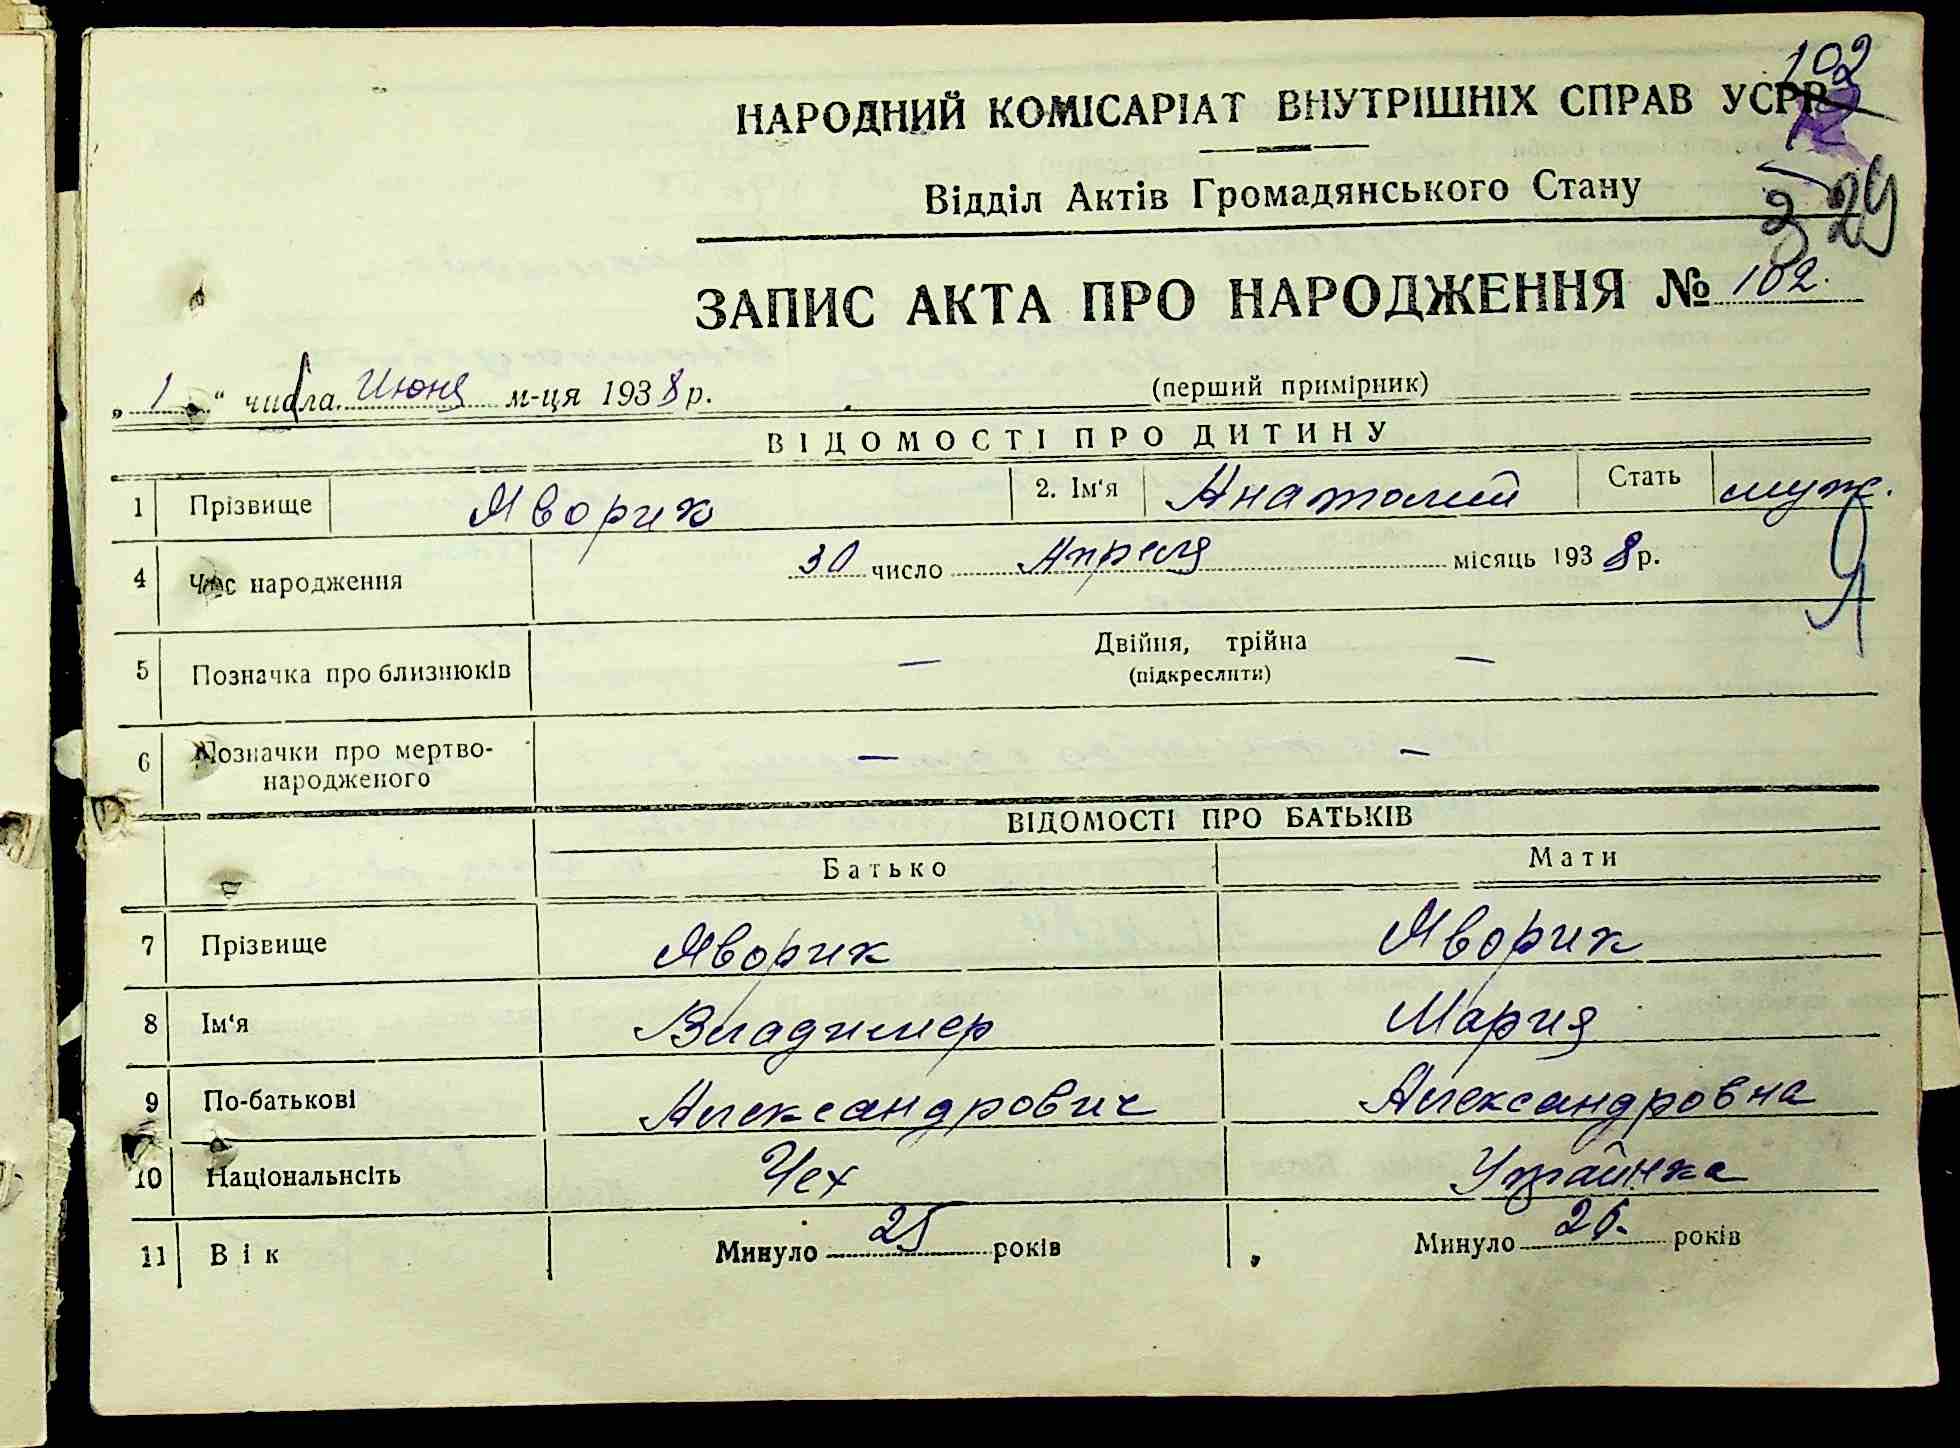 102
НАРОДНИЙ КОМІСАРІАТ ВНУТРІШНІХ СПРАВ УСРР
Відділ Актів Громадянського Стану
329
ЗАПИС АКТА ПРО НАРОДЖЕННЯ № 102.
„ 1 “ числа Июня м-ця 1938 р. (перший примірник)
ВІДОМОСТІ ПРО ДИТИНУ
1 Прізвище Яворик 2. Ім'я Анатолий Стать муж.
4 Час народження 30 число Апреля місяць 1938 р.
5 Позначка про близнюків — Двійня, трійна —
(підкреслити)
6 Позначки про мертво- — —
народженого
ВІДОМОСТІ ПРО БАТЬКІВ
Батько Мати
7 Прізвище Яворик Яворик
8 Ім'я Владимер Мария
9 По-батькові Александрович Александровна
10 Національнсіть Чех
11 Вік Минуло 25 років Минуло 26. років